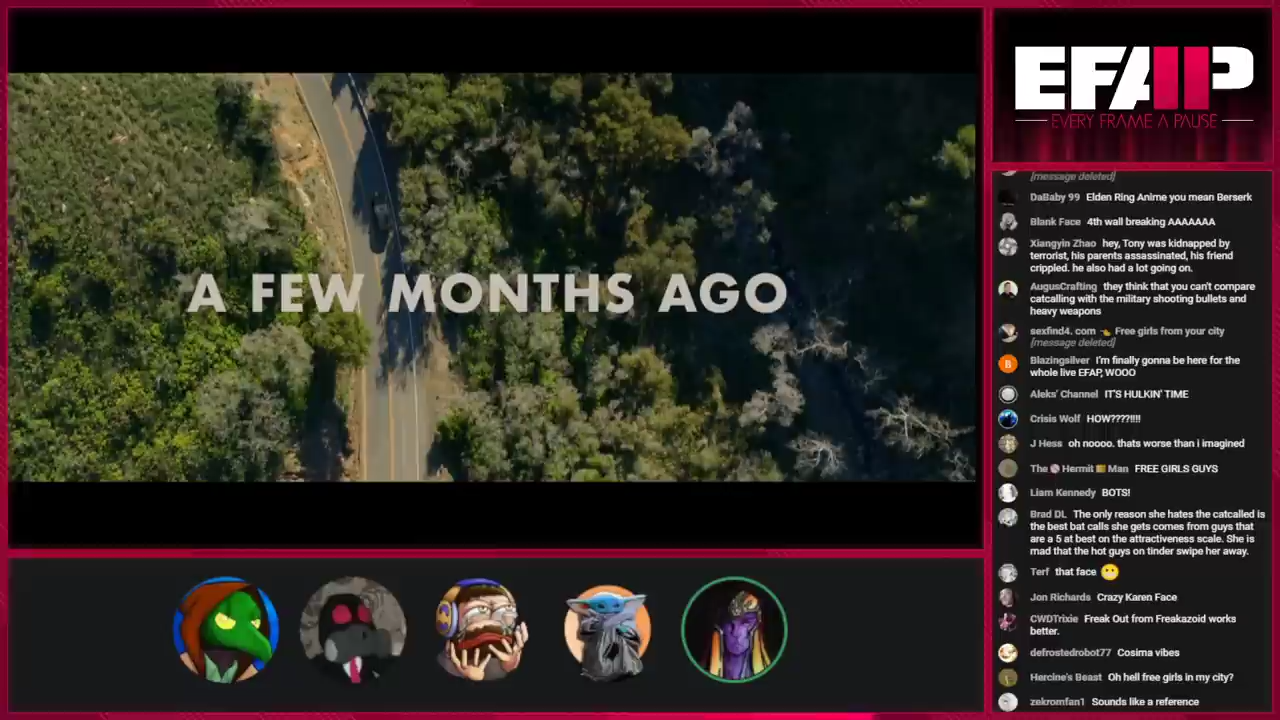 A FEW MONTHS AGO
EFAP
EVERY FRAME A PAUSE
[message deleted]
DaBaby 99 Elden Ring Anime you mean Berserk
Blank Face 4th wall breaking AAAAAAA
Xiangyin Zhao hey, Tony was kidnapped by
terrorist, his parents assassinated, his friend
crippled. he also had a lot going on.
AugusCrafting they think that you can't compare
catcalling with the military shooting bullets and
heavy weapons
sexfind4. com 👈 Free girls from your city
[message deleted]
Blazingsilver I'm finally gonna be here for the
whole live EFAP, WOOO
Aleks' Channel IT'S HULKIN' TIME
Crisis Wolf HOW????!!!!
J Hess oh noooo. thats worse than i imagined
The Hermit Man FREE GIRLS GUYS
Liam Kennedy BOTS!
Brad DL The only reason she hates the catcalled is
the best bat calls she gets comes from guys that
are a 5 at best on the attractiveness scale. She is
mad that the hot guys on tinder swipe her away.
Terf that face 😬
Jon Richards Crazy Karen Face
CWDTrixie Freak Out from Freakazoid works
better.
defrostedrobot77 Cosima vibes
Hercine's Beast Oh hell free girls in my city?
zekromfan1 Sounds like a reference